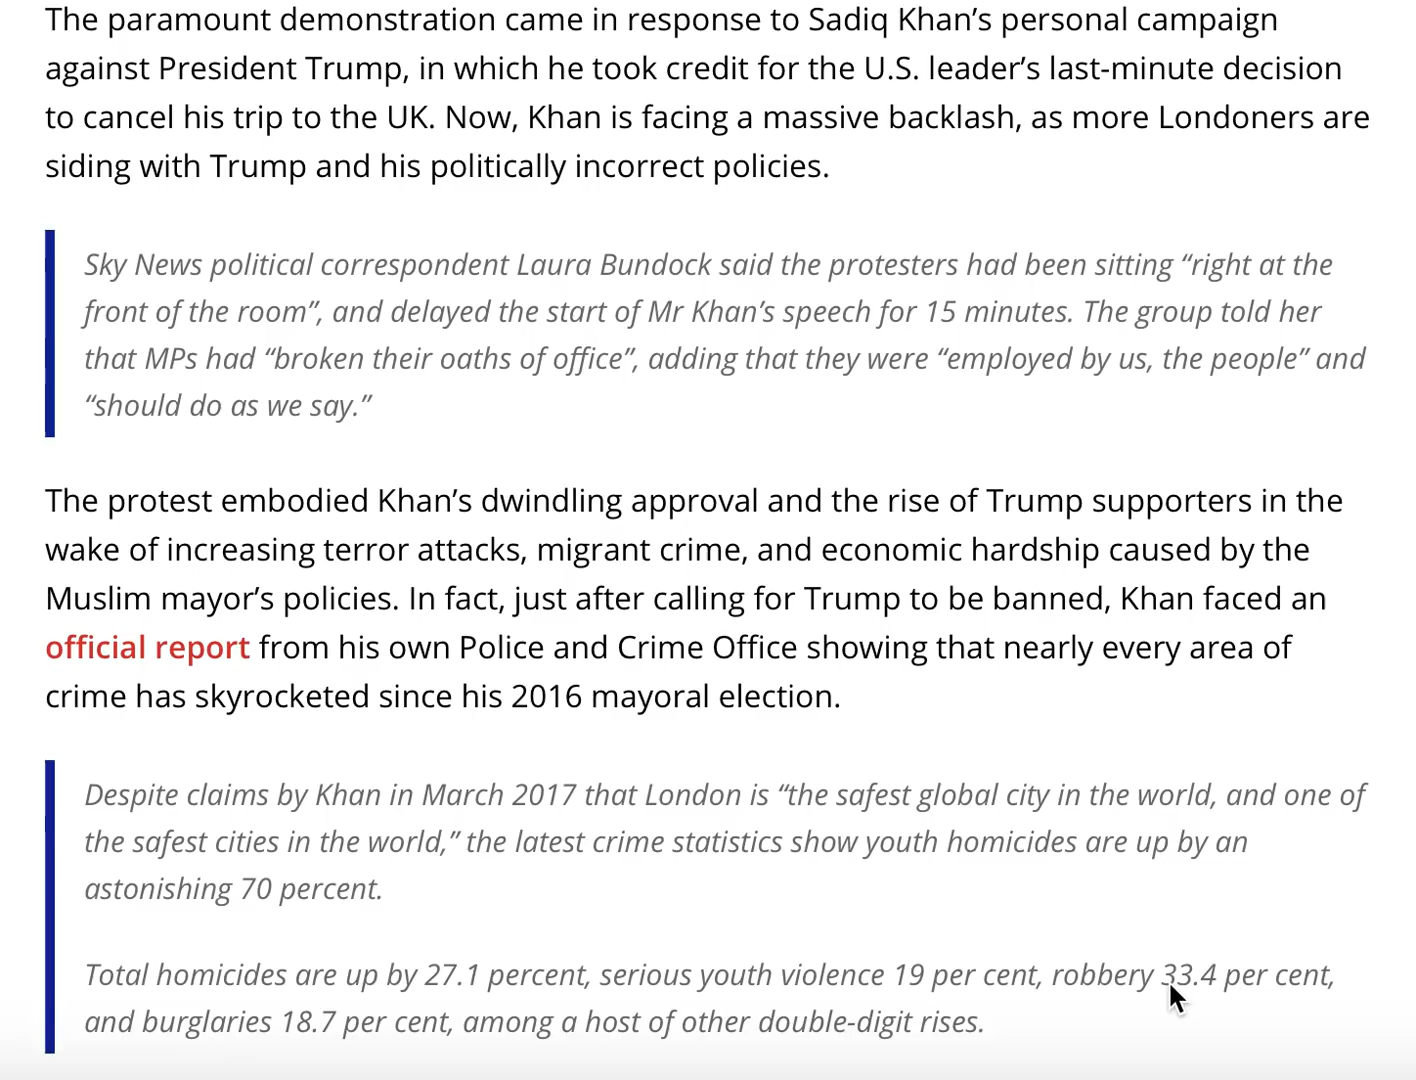 The paramount demonstration came in response to Sadiq Khan’s personal campaign
against President Trump, in which he took credit for the U.S. leader’s last-minute decision
to cancel his trip to the UK. Now, Khan is facing a massive backlash, as more Londoners are
siding with Trump and his politically incorrect policies.
Sky News political correspondent Laura Bundock said the protesters had been sitting “right at the
front of the room”, and delayed the start of Mr Khan’s speech for 15 minutes. The group told her
that MPs had “broken their oaths of office”, adding that they were “employed by us, the people” and
“should do as we say.”
The protest embodied Khan’s dwindling approval and the rise of Trump supporters in the
wake of increasing terror attacks, migrant crime, and economic hardship caused by the
Muslim mayor’s policies. In fact, just after calling for Trump to be banned, Khan faced an
official report from his own Police and Crime Office showing that nearly every area of
crime has skyrocketed since his 2016 mayoral election.
Despite claims by Khan in March 2017 that London is “the safest global city in the world, and one of
the safest cities in the world,” the latest crime statistics show youth homicides are up by an
astonishing 70 percent.
Total homicides are up by 27.1 percent, serious youth violence 19 per cent, robbery 33.4 per cent,
and burglaries 18.7 per cent, among a host of other double-digit rises.